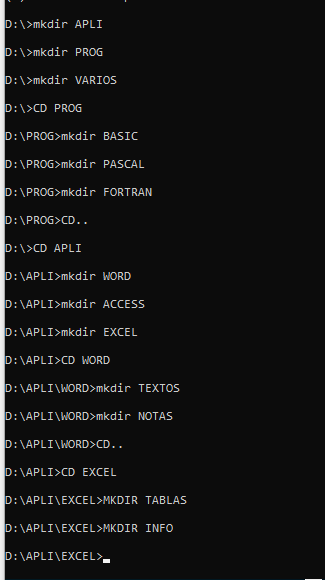 D:\>mkdir APLI
D:\>mkdir PROG
D:\>mkdir VARIOS
D:\>CD PROG
D:\PROG>mkdir BASIC
D:\PROG>mkdir PASCAL
D:\PROG>mkdir FORTRAN
D:\PROG>CD..
D:\>CD APLI
D:\APLI>mkdir WORD
D:\APLI>mkdir ACCESS
D:\APLI>mkdir EXCEL
D:\APLI>CD WORD
D:\APLI\WORD>mkdir TEXTOS
D:\APLI\WORD>mkdir NOTAS
D:\APLI\WORD>CD..
D:\APLI>CD EXCEL
D:\APLI\EXCEL>MKDIR TABLAS
D:\APLI\EXCEL>MKDIR INFO
D:\APLI\EXCEL>